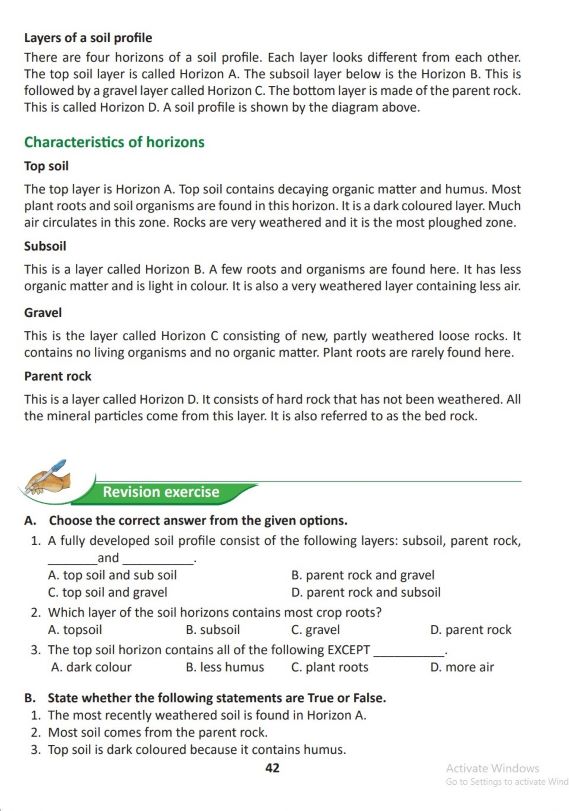 Layers of a soil profile
There are four horizons of a soil profile. Each layer looks different from each other.
The top soil layer is called Horizon A. The subsoil layer below is the Horizon B. This is
followed by a gravel layer called Horizon C. The bottom layer is made of the parent rock.
This is called Horizon D. A soil profile is shown by the diagram above.
Characteristics of horizons
Top soil
The top layer is Horizon A. Top soil contains decaying organic matter and humus. Most
plant roots and soil organisms are found in this horizon. It is a dark coloured layer. Much
air circulates in this zone. Rocks are very weathered and it is the most ploughed zone.
Subsoil
This is a layer called Horizon B. A few roots and organisms are found here. It has less
organic matter and is light in colour. It is also a very weathered layer containing less air.
Gravel
This is the layer called Horizon C consisting of new, partly weathered loose rocks. It
contains no living organisms and no organic matter. Plant roots are rarely found here.
Parent rock
This is a layer called Horizon D. It consists of hard rock that has not been weathered. All
the mineral particles come from this layer. It is also referred to as the bed rock.
Revision exercise
A. Choose the correct answer from the given options.
1. A fully developed soil profile consist of the following layers: subsoil, parent rock,
_______and __________.
A. top soil and sub soil B. parent rock and gravel
C. top soil and gravel D. parent rock and subsoil
2. Which layer of the soil horizons contains most crop roots?
A. topsoil B. subsoil C. gravel D. parent rock
3. The top soil horizon contains all of the following EXCEPT __________.
A. dark colour B. less humus C. plant roots D. more air
B. State whether the following statements are True or False.
1. The most recently weathered soil is found in Horizon A.
2. Most soil comes from the parent rock.
3. Top soil is dark coloured because it contains humus.
42
Activate Windows
Go to Settings to activate Wind